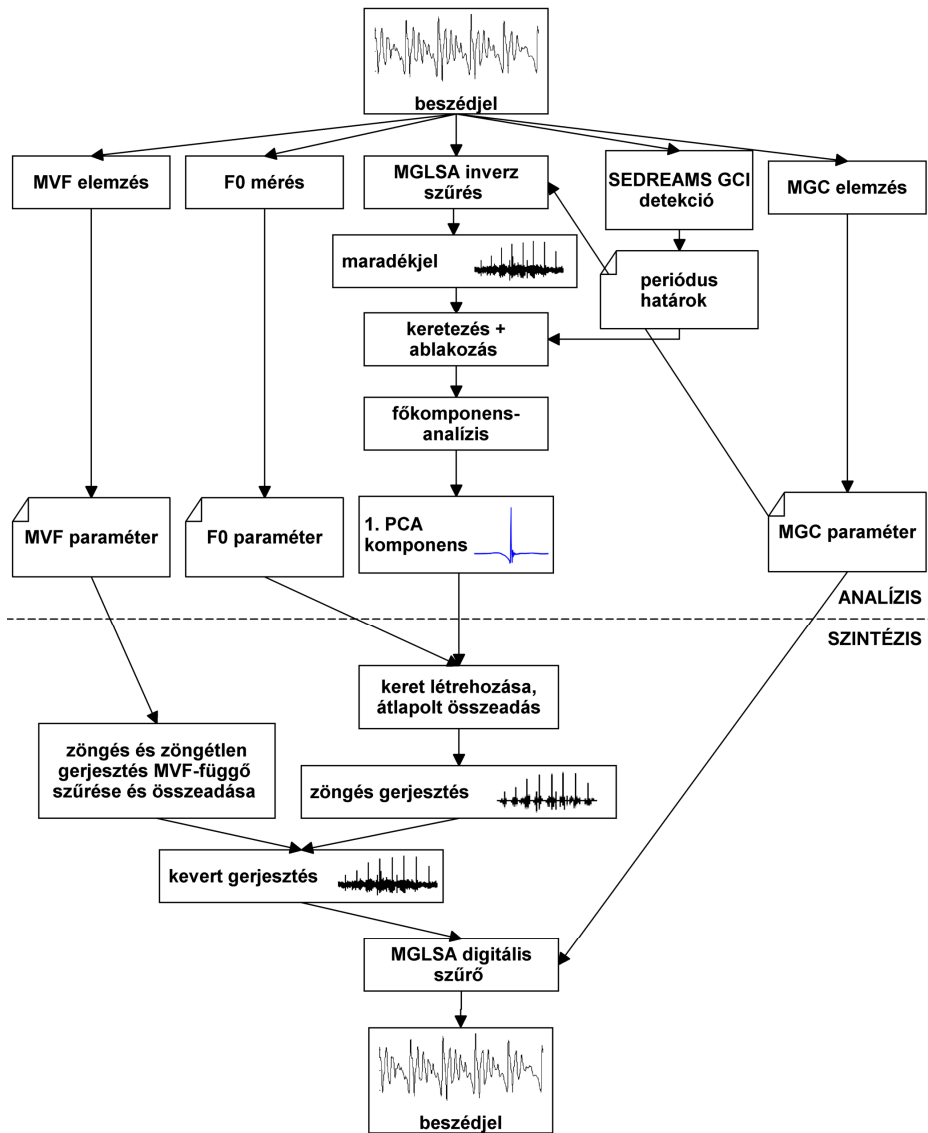 beszédjel
MVF elemzés
F0 mérés
MGLSA inverz
szűrés
SEDREAMS GCI
detekció
MGC elemzés
maradékjel
periódus
határok
keretezés +
ablakozás
főkomponens-
analízis
MVF paraméter
F0 paraméter
1. PCA
komponens
MGC paraméter
ANALÍZIS
SZINTÉZIS
keret létrehozása,
átlapolt összeadás
zöngés és zöngétlen
gerjesztés MVF-függő
szűrése és összeadása
zöngés gerjesztés
kevert gerjesztés
MGLSA digitális
szűrő
beszédjel